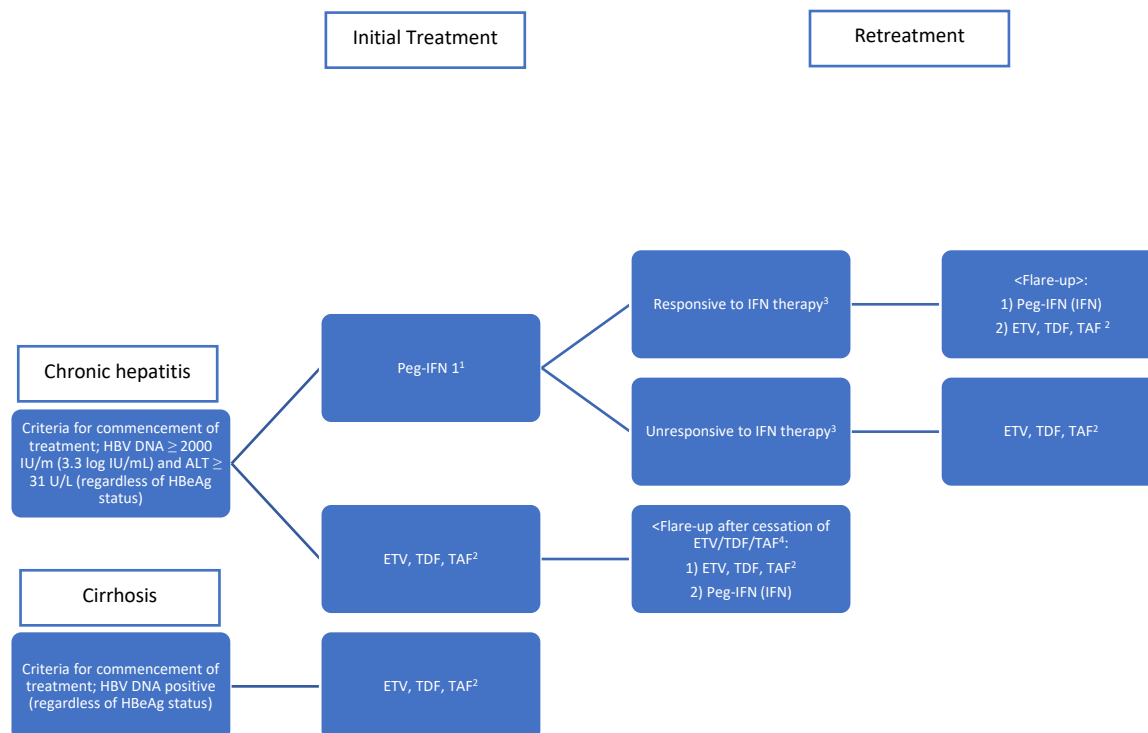 Initial Treatment
Retreatment
Chronic hepatitis
Criteria for commencement of
treatment; HBV DNA ≥ 2000
IU/m (3.3 log IU/mL) and ALT ≥
31 U/L (regardless of HBeAg
status)
Peg-IFN 1¹
Responsive to IFN therapy³
<Flare-up>:
1) Peg-IFN (IFN)
2) ETV, TDF, TAF ²
Unresponsive to IFN therapy³
ETV, TDF, TAF²
ETV, TDF, TAF²
<Flare-up after cessation of
ETV/TDF/TAF⁴:
1) ETV, TDF, TAF²
2) Peg-IFN (IFN)
Cirrhosis
Criteria for commencement of
treatment; HBV DNA positive
(regardless of HBeAg status)
ETV, TDF, TAF²